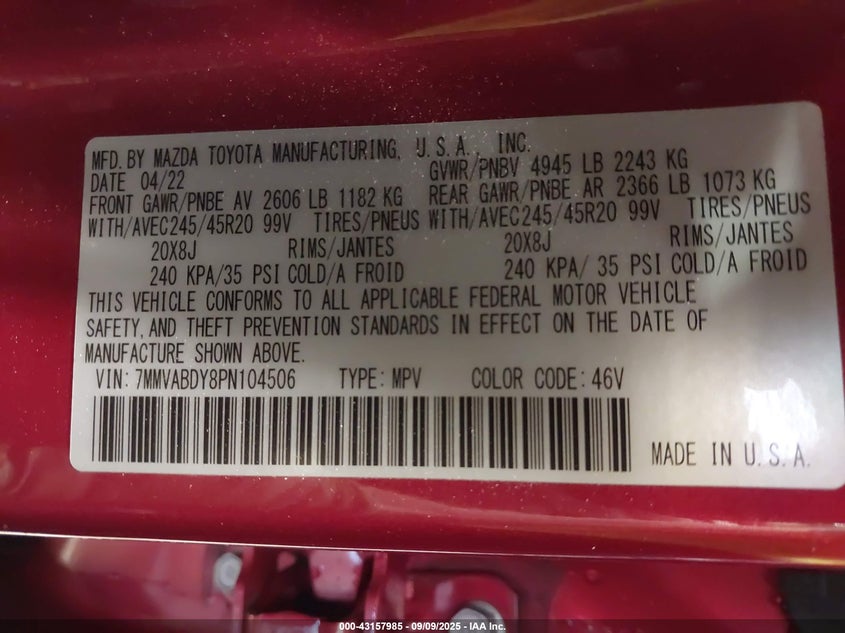 MFD. BY MAZDA TOYOTA MANUFACTURING, U.S.A., INC.
DATE 04/22 GVWR/PNBV 4945 LB 2243 KG
FRONT GAWR/PNBE AV 2606 LB 1182 KG REAR GAWR/PNBE AR 2366 LB 1073 KG
WITH/AVEC245/45R20 99V TIRES/PNEUS WITH/AVEC245/45R20 99V TIRES/PNEUS
20X8J RIMS/JANTES 20X8J RIMS/JANTES
240 KPA/35 PSI COLD/A FROID 240 KPA/ 35 PSI COLD/A FROID
THIS VEHICLE CONFORMS TO ALL APPLICABLE FEDERAL MOTOR VEHICLE
SAFETY,AND THEFT PREVENTION STANDARDS IN EFFECT ON THE DATE OF
MANUFACTURE SHOWN ABOVE.
VIN: 7MMVABDY8PN104506 TYPE: MPV COLOR CODE: 46V
MADE IN U.S.A.
000-43157985 - 09/09/2025 - IAA Inc.